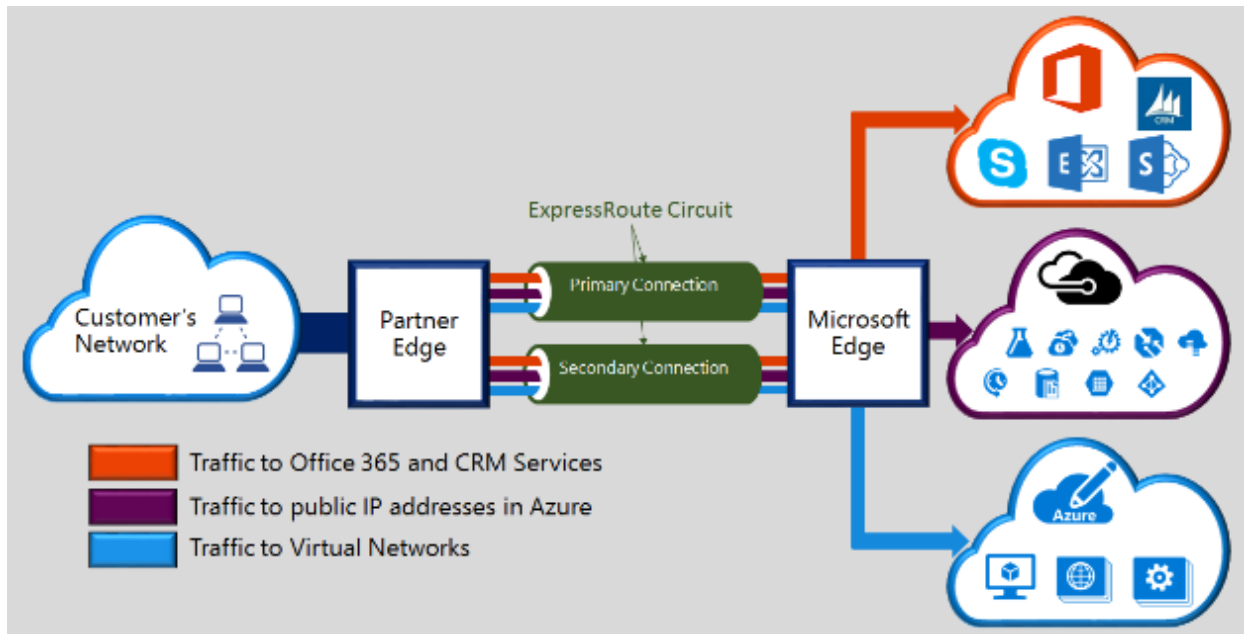 ExpressRoute Circuit
Customer's
Network
Partner
Edge
Primary Connection
Secondary Connection
Microsoft
Edge
CRM
S
E
S
Azure
Traffic to Office 365 and CRM Services
Traffic to public IP addresses in Azure
Traffic to Virtual Networks